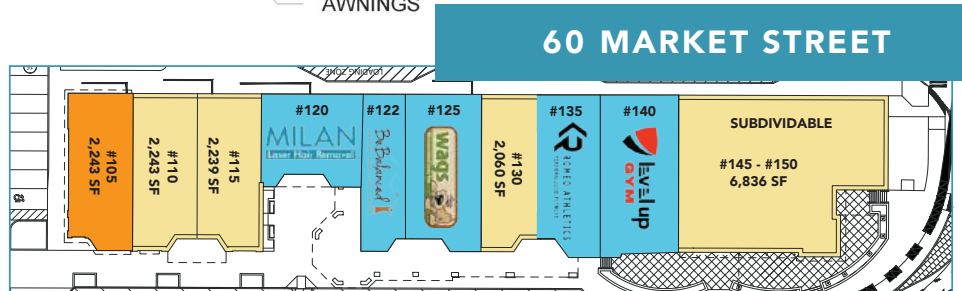 AWNINGS
60 MARKET STREET
LOADING ZONE
#105
2,243 SF
#110
2,243 SF
#115
2,239 SF
#120
MILAN
Laser Hair Removal
#122
BeBalanced
#125
wags
#130
2,060 SF
#135
ROMEO ATHLETICS
#140
level up
GYM
SUBDIVIDABLE
#145 - #150
6,836 SF